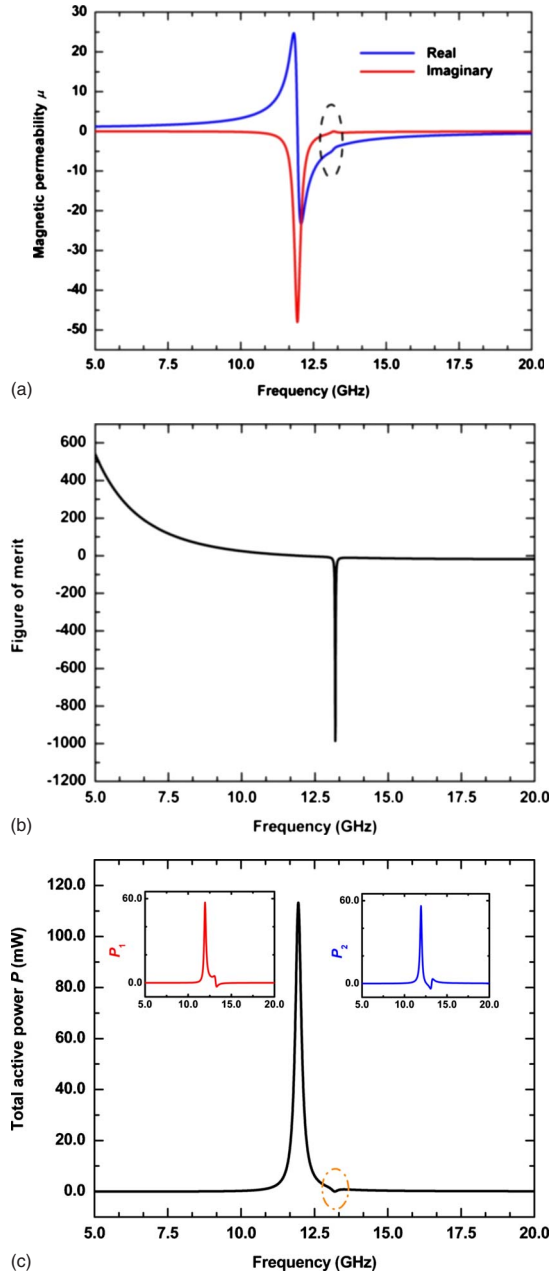 Magnetic permeability μ
30
20
10
0
-10
-20
-30
-40
-50
Real
Imaginary
5.0 7.5 10.0 12.5 15.0 17.5 20.0
Frequency (GHz)
(a)
Figure of merit
600
400
200
0
-200
-400
-600
-800
-1000
-1200
5.0 7.5 10.0 12.5 15.0 17.5 20.0
Frequency (GHz)
(b)
Total active power P (mW)
120.0
100.0
80.0
60.0
40.0
20.0
0.0
P1
60.0
0.0
5.0 10.0 15.0 20.0
P2
60.0
0.0
5.0 10.0 15.0 20.0
5.0 7.5 10.0 12.5 15.0 17.5 20.0
Frequency (GHz)
(c)